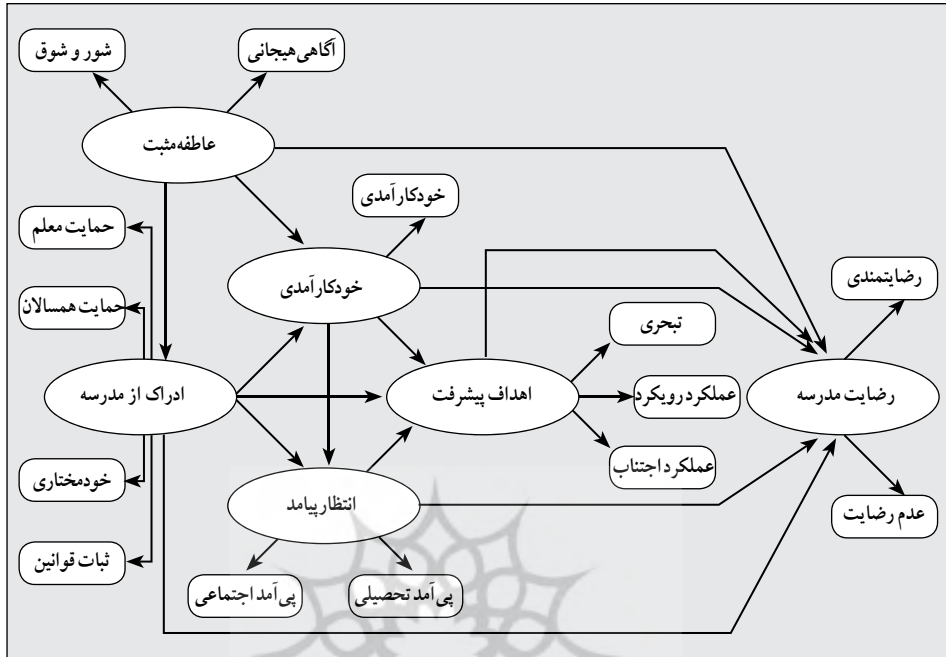 آگاهی هیجانی
شور و شوق
عاطفه مثبت
خودکارآمدی
حمایت معلم
خودکارآمدی
رضایتمندی
حمایت همسالان
تبحری
ادراک از مدرسه
اهداف پیشرفت
عملکرد رویکرد
رضایت مدرسه
عملکرد اجتناب
خودمختاری
انتظار پیامد
عدم رضایت
ثبات قوانین
پی‌آمد تحصیلی
پی‌آمد اجتماعی